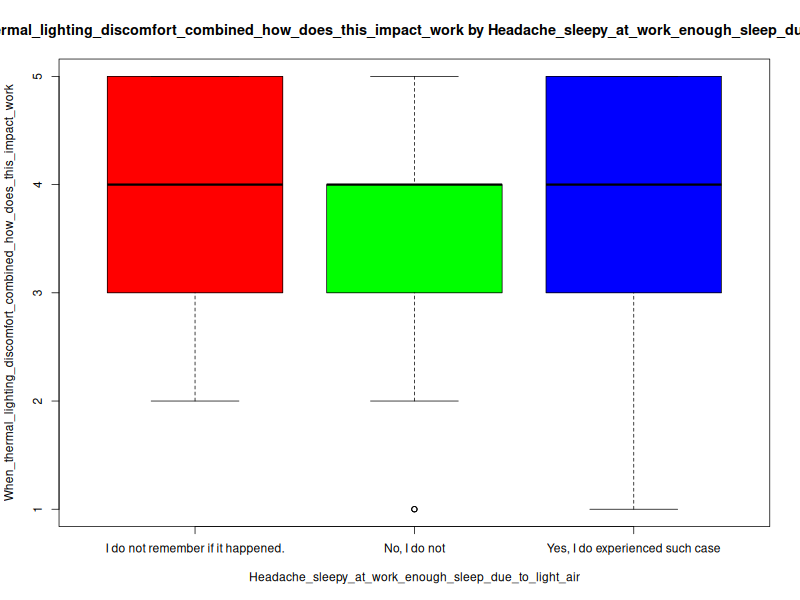 ermal_lighting_discomfort_combined_how_does_this_impact_work by Headache_sleepy_at_work_enough_sleep_du
When_thermal_lighting_discomfort_combined_how_does_this_impact_work
5
4
3
2
1
I do not remember if it happened.
No, I do not
Yes, I do experienced such case
Headache_sleepy_at_work_enough_sleep_due_to_light_air